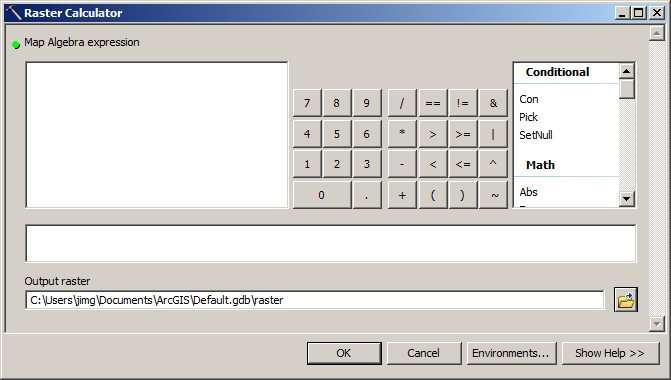 Raster Calculator
Map Algebra expression
7 8 9 / == != &
4 5 6 * > >= |
1 2 3 - < <= ^
0 . + ( ) ~
Conditional
Con
Pick
SetNull
Math
Abs
Output raster
C:\Users\jimg\Documents\ArcGIS\Default.gdb\raster
OK Cancel Environments... Show Help >>